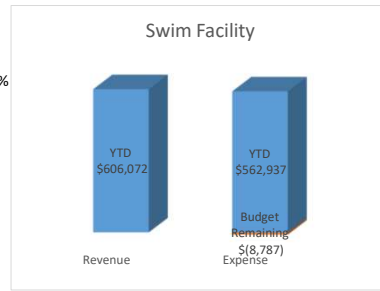 Swim Facility
%
YTD
$606,072
YTD
$562,937
Budget
Remaining
$(8,787)
Revenue
Expense